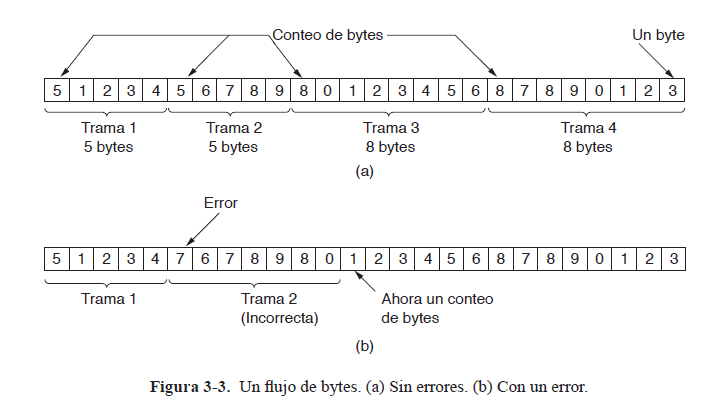 Conteo de bytes Un byte
5 1 2 3 4 5 6 7 8 9 8 0 1 2 3 4 5 6 8 7 8 9 0 1 2 3
Trama 1 Trama 2 Trama 3 Trama 4
5 bytes 5 bytes 8 bytes 8 bytes
(a)
Error
5 1 2 3 4 7 6 7 8 9 8 0 1 2 3 4 5 6 8 7 8 9 0 1 2 3
Trama 1 Trama 2 Ahora un conteo
(Incorrecta) de bytes
(b)
Figura 3-3. Un flujo de bytes. (a) Sin errores. (b) Con un error.